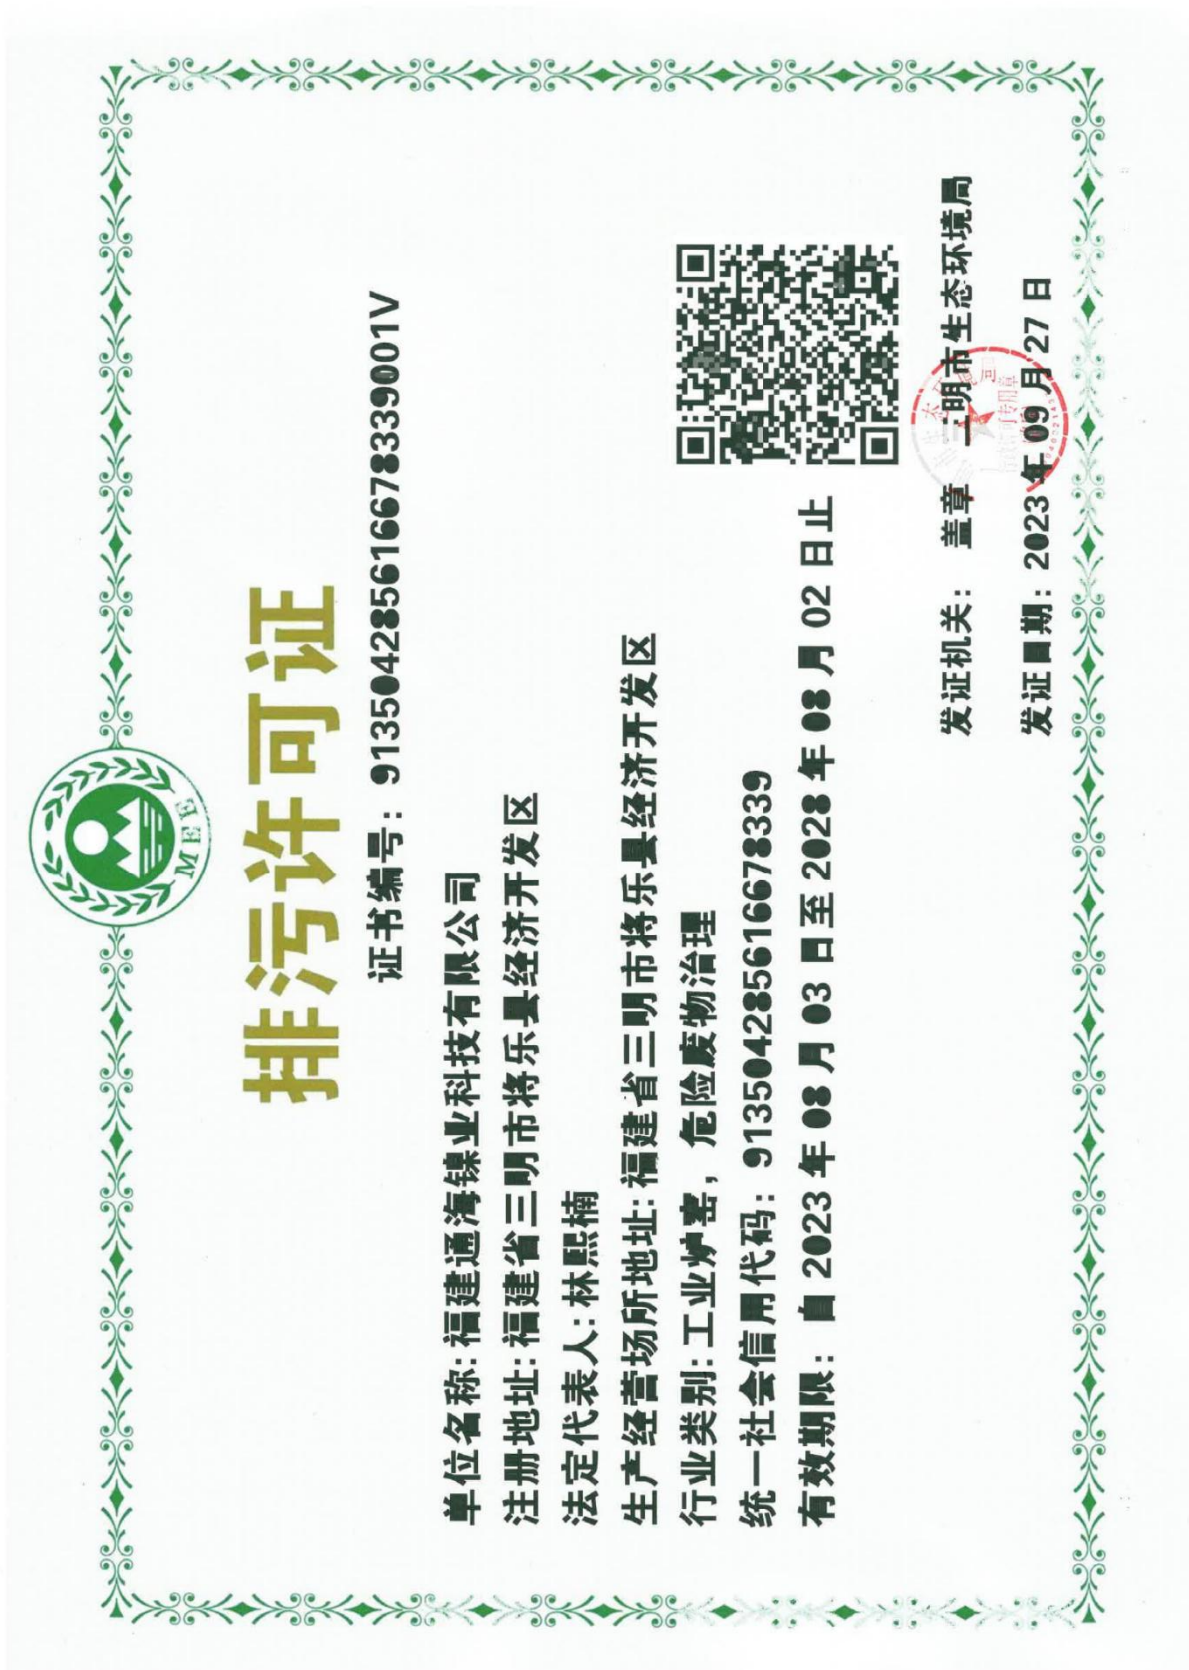 MEE
排污许可证
证书编号：91350428561667833９001V
单位名称：福建通海镍业科技有限公司
注册地址：福建省三明市将乐县经济开发区
法定代表人：林熙楠
生产经营场所地址：福建省三明市将乐县经济开发区
行业类别：工业炉窑，危险废物治理
统一社会信用代码：913504285616678339
有效期限：自2023年08月03日至2028年08月02日止
发证机关：盖章 三明市生态环境局
发证日期：2023年09月27日